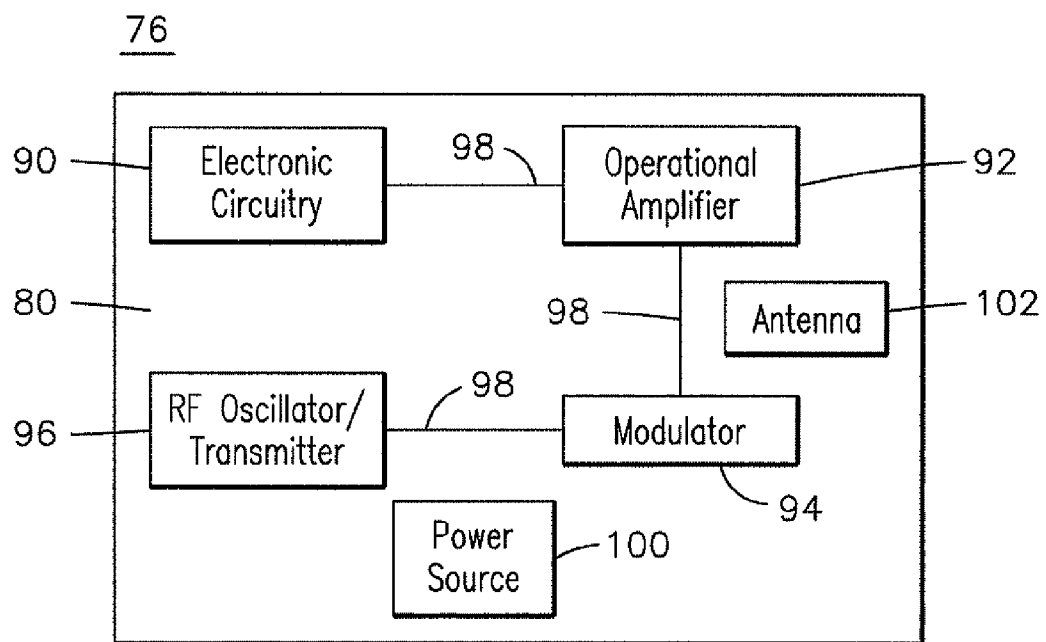 76
90
Electronic
Circuitry
98
Operational
Amplifier
92
80
98
Antenna
102
96
RF Oscillator/
Transmitter
98
Modulator
94
Power
Source
100